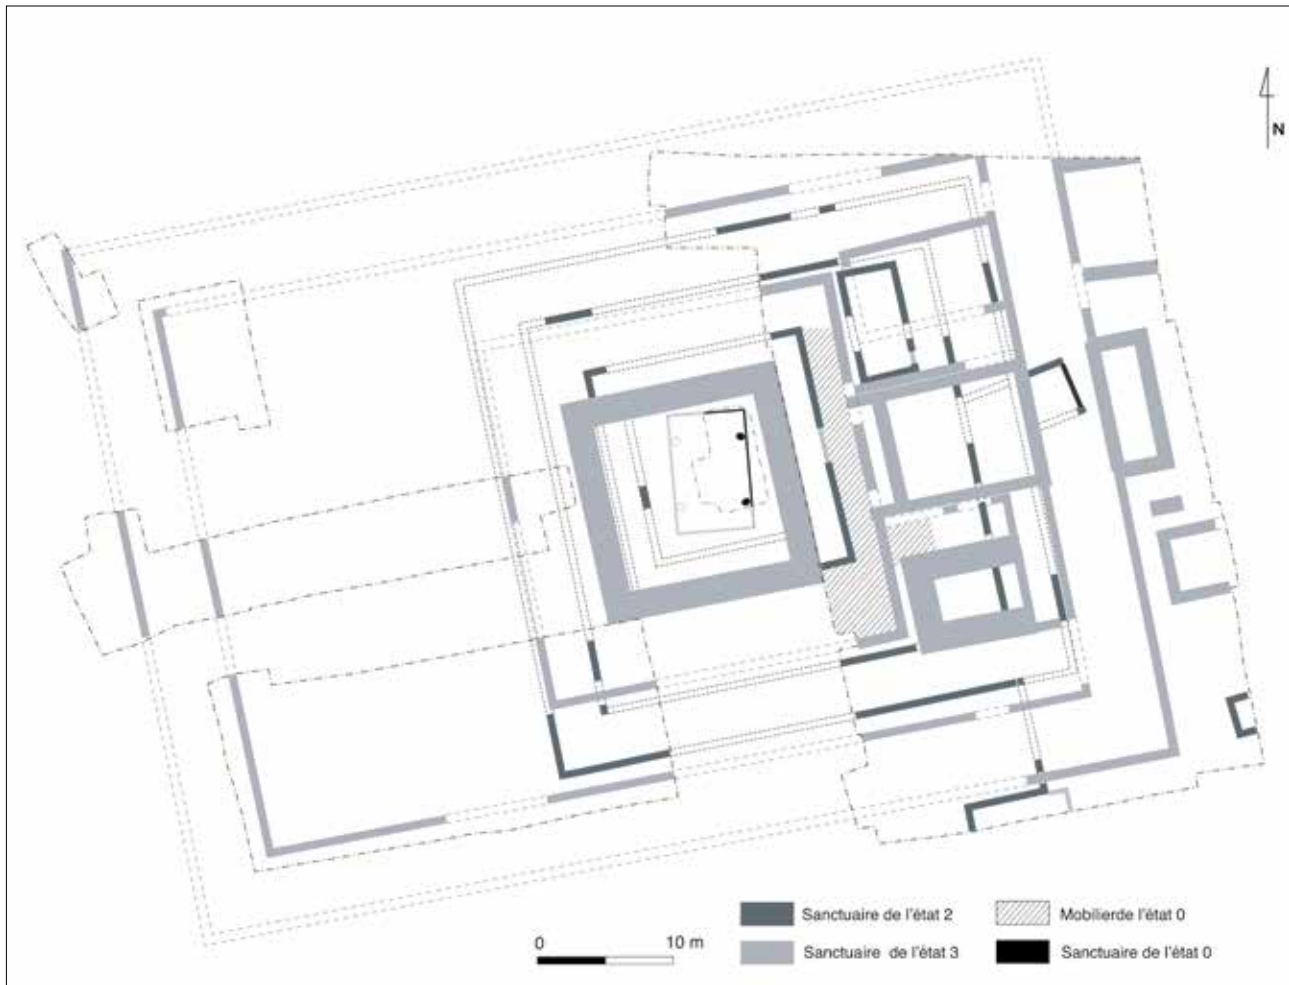 N
0 10 m
Sanctuaire de l'état 2
Sanctuaire de l'état 3
Mobilierde l'état 0
Sanctuaire de l'état 0